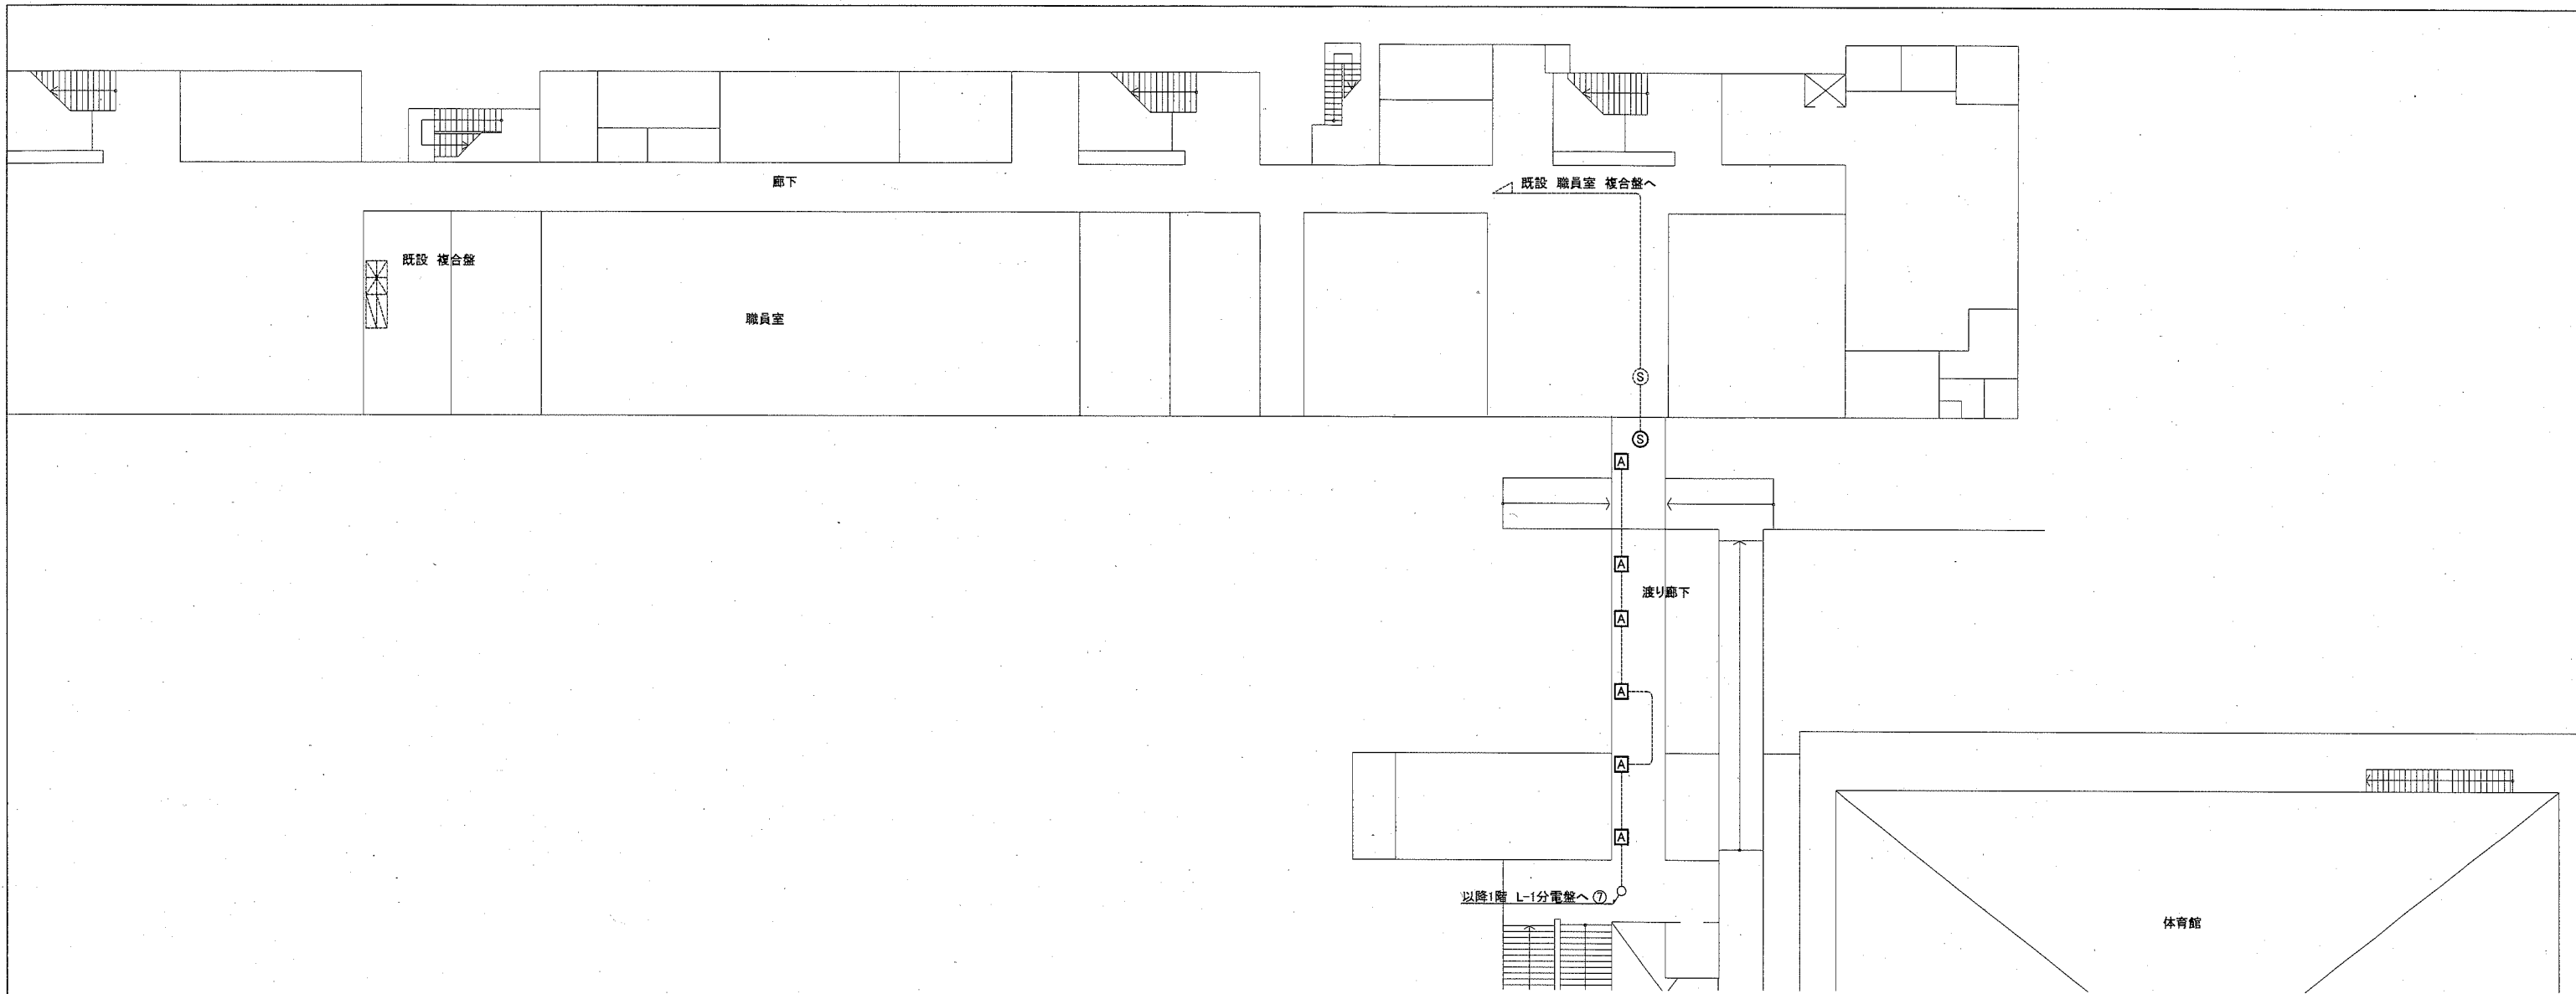 廊下
既設 職員室 複合盤へ
既設 複合盤
職員室
S
S
A
A
渡り廊下
A
A
A
A
以降1階 L-1分電盤へ ⑦
体育館